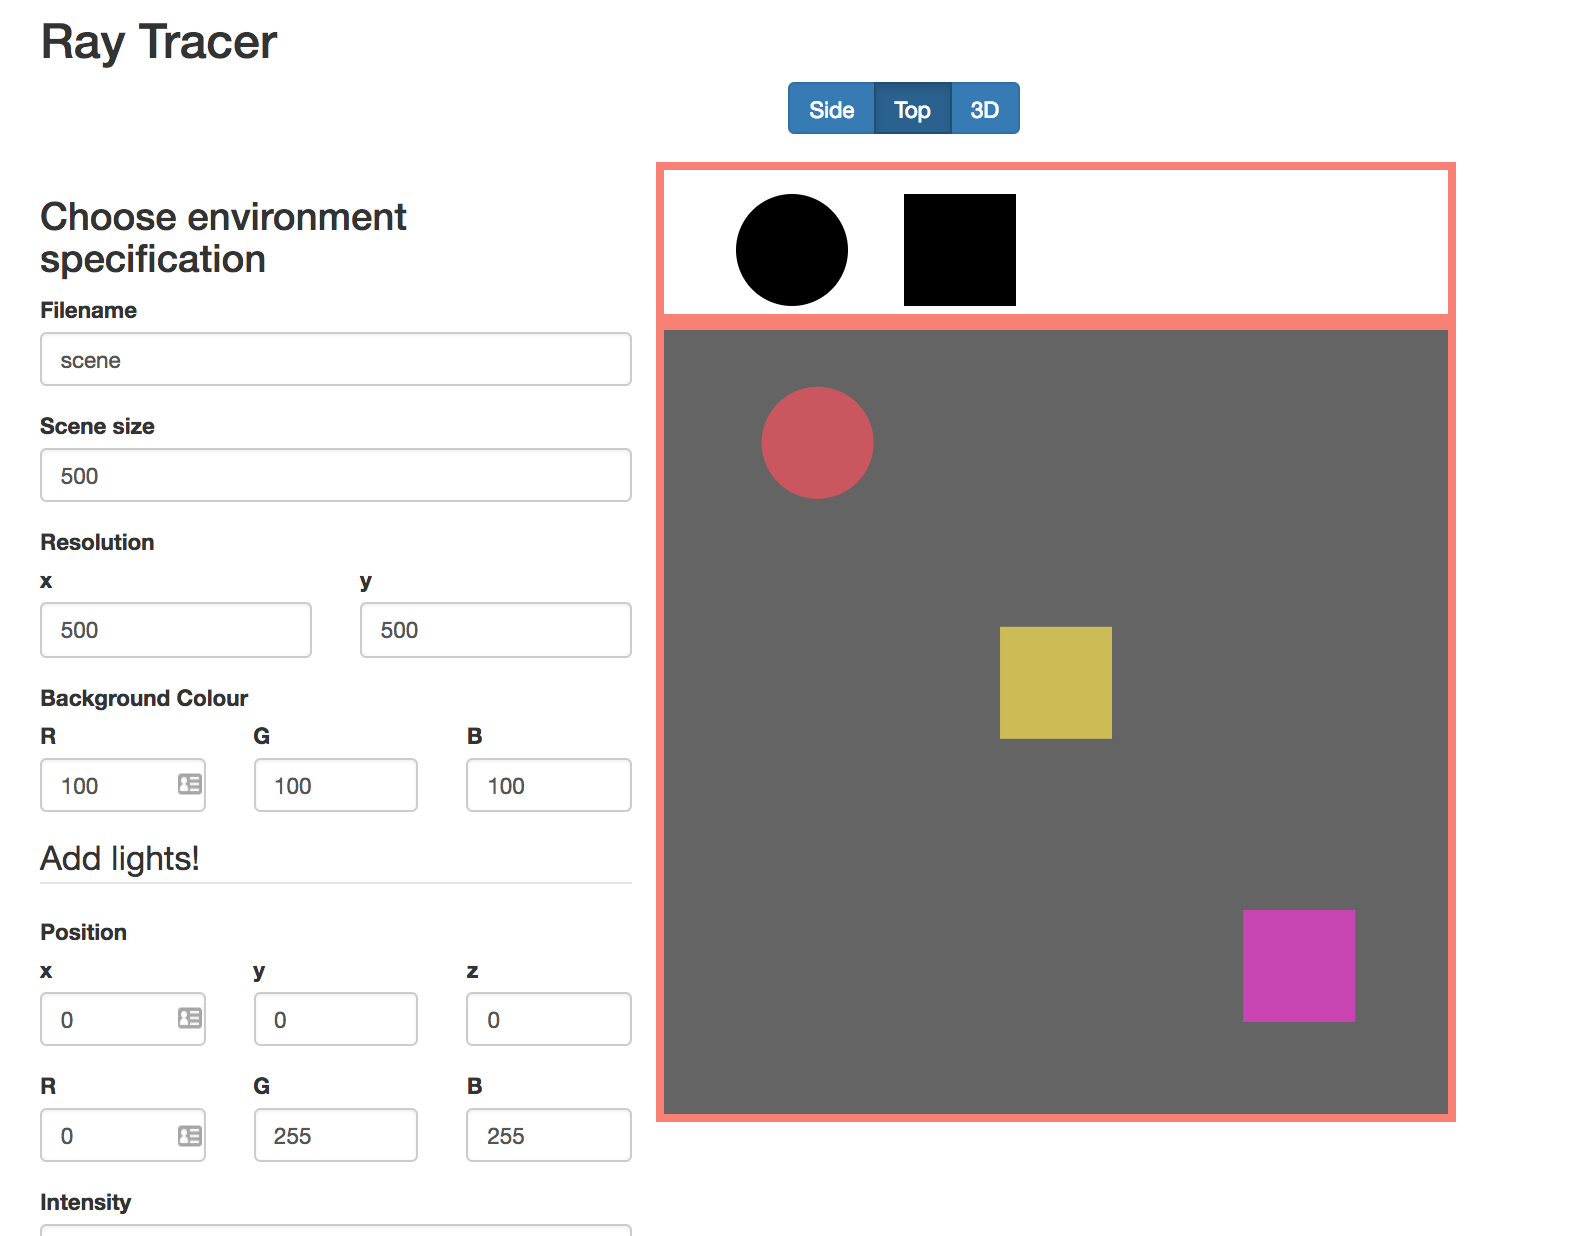 Ray Tracer
Side Top 3D
Choose environment
specification
Filename
scene
Scene size
500
Resolution
x y
500 500
Background Colour
R G B
100 100 100
Add lights!
Position
x y z
0 0 0
R G B
0 255 255
Intensity